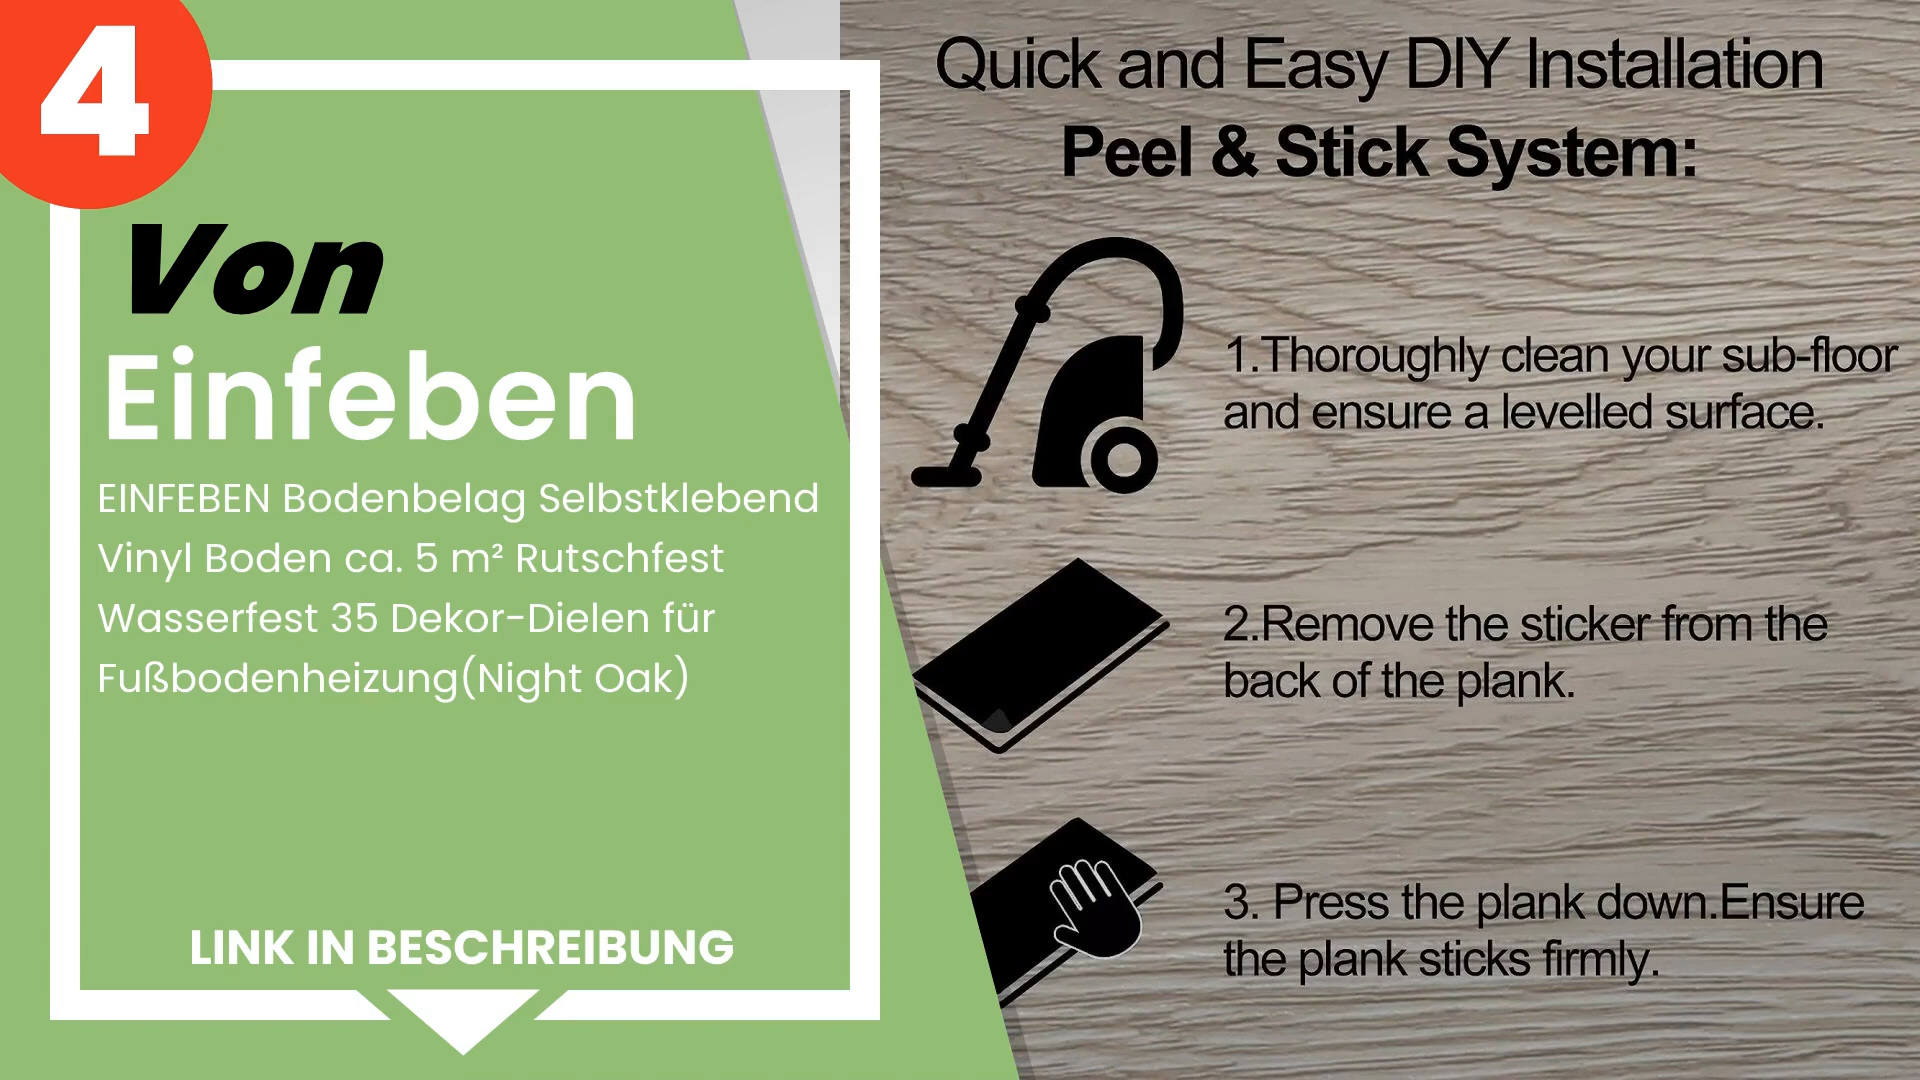 4
Von
Einfeben
EINFEBEN Bodenbelag Selbstklebend
Vinyl Boden ca. 5 m² Rutschfest
Wasserfest 35 Dekor-Dielen für
Fußbodenheizung(Night Oak)
LINK IN BESCHREIBUNG
Quick and Easy DIY Installation
Peel & Stick System:
1.Thoroughly clean your sub-floor
and ensure a levelled surface.
2.Remove the sticker from the
back of the plank.
3. Press the plank down.Ensure
the plank sticks firmly.